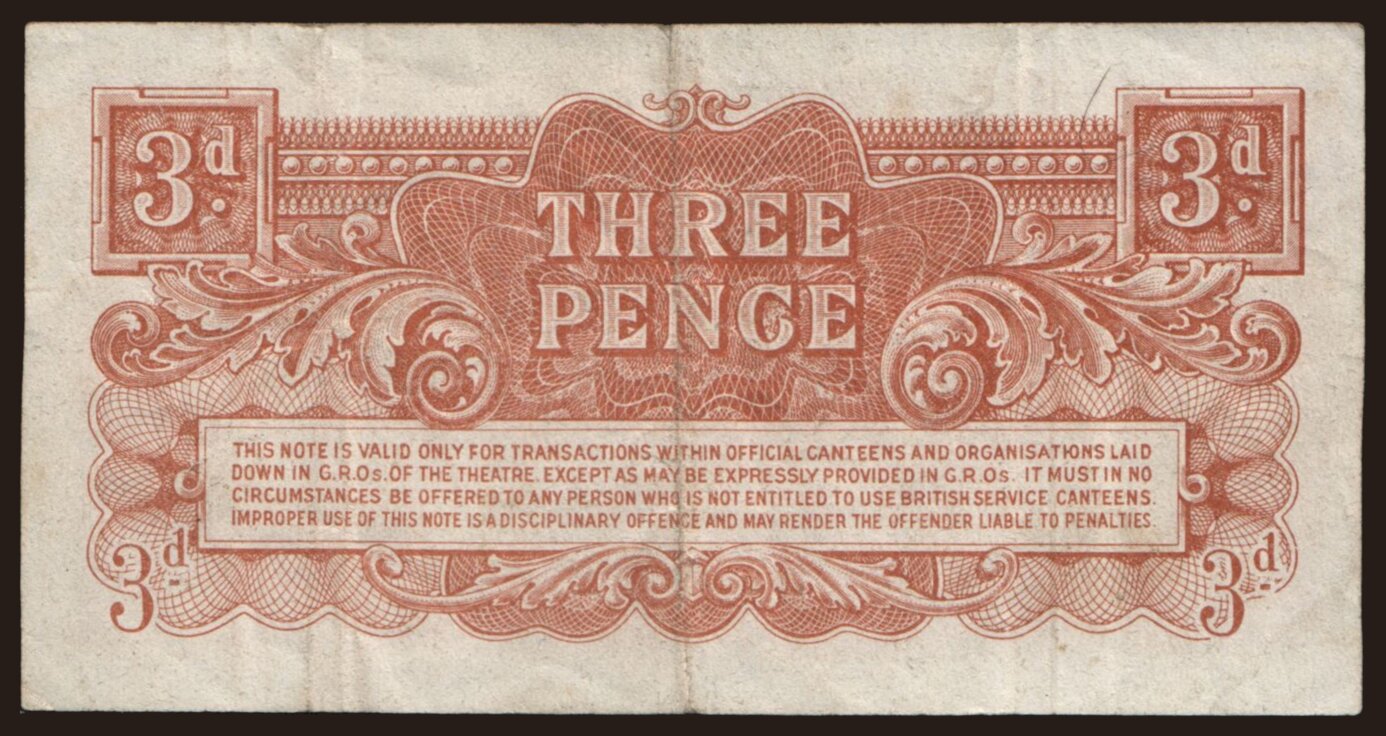 3d.
3d.
THREE
PENCE
THIS NOTE IS VALID ONLY FOR TRANSACTIONS WITHIN OFFICIAL CANTEENS AND ORGANISATIONS LAID
DOWN IN G.R.Os. OF THE THEATRE. EXCEPT AS MAY BE EXPRESSLY PROVIDED IN G.R.Os. IT MUST IN NO
CIRCUMSTANCES BE OFFERED TO ANY PERSON WHO IS NOT ENTITLED TO USE BRITISH SERVICE CANTEENS.
IMPROPER USE OF THIS NOTE IS A DISCIPLINARY OFFENCE AND MAY RENDER THE OFFENDER LIABLE TO PENALTIES.
3d
3d